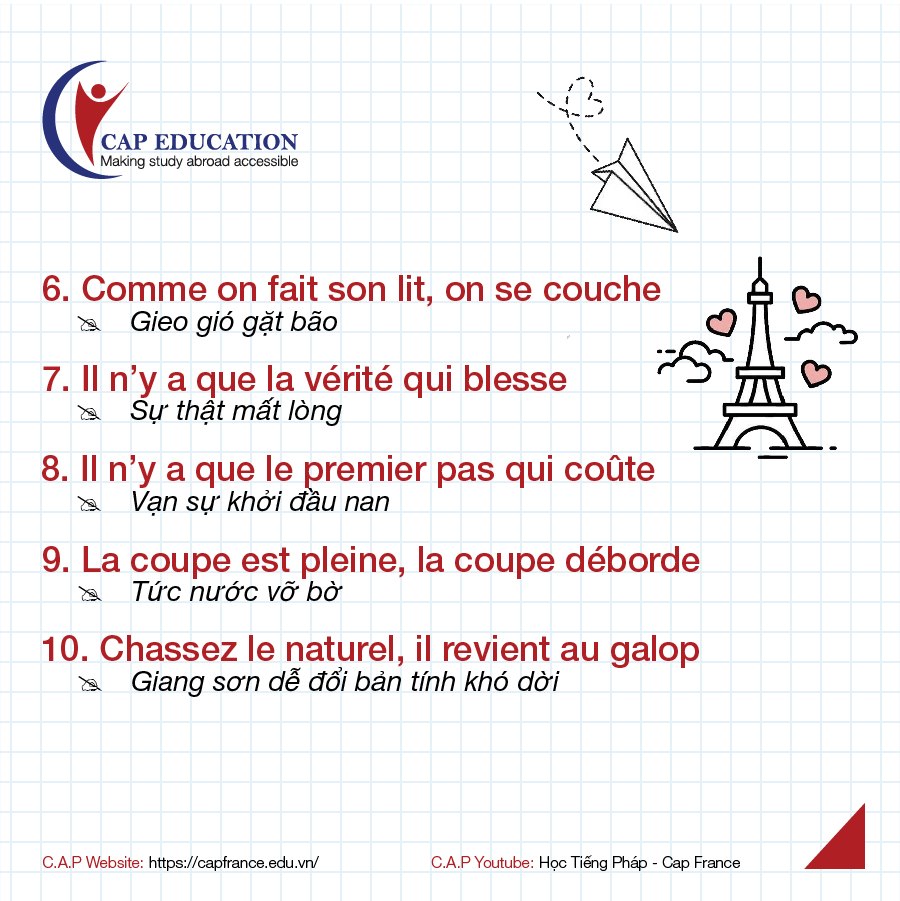 CAP EDUCATION
Making study abroad accessible
6. Comme on fait son lit, on se couche
Gieo gió gặt bão
7. Il n’y a que la vérité qui blesse
Sự thật mất lòng
8. Il n’y a que le premier pas qui coûte
Vạn sự khởi đầu nan
9. La coupe est pleine, la coupe déborde
Tức nước vỡ bờ
10. Chassez le naturel, il revient au galop
Giang sơn dễ đổi bản tính khó dời
C.A.P Website: https://capfrance.edu.vn/
C.A.P Youtube: Học Tiếng Pháp - Cap France